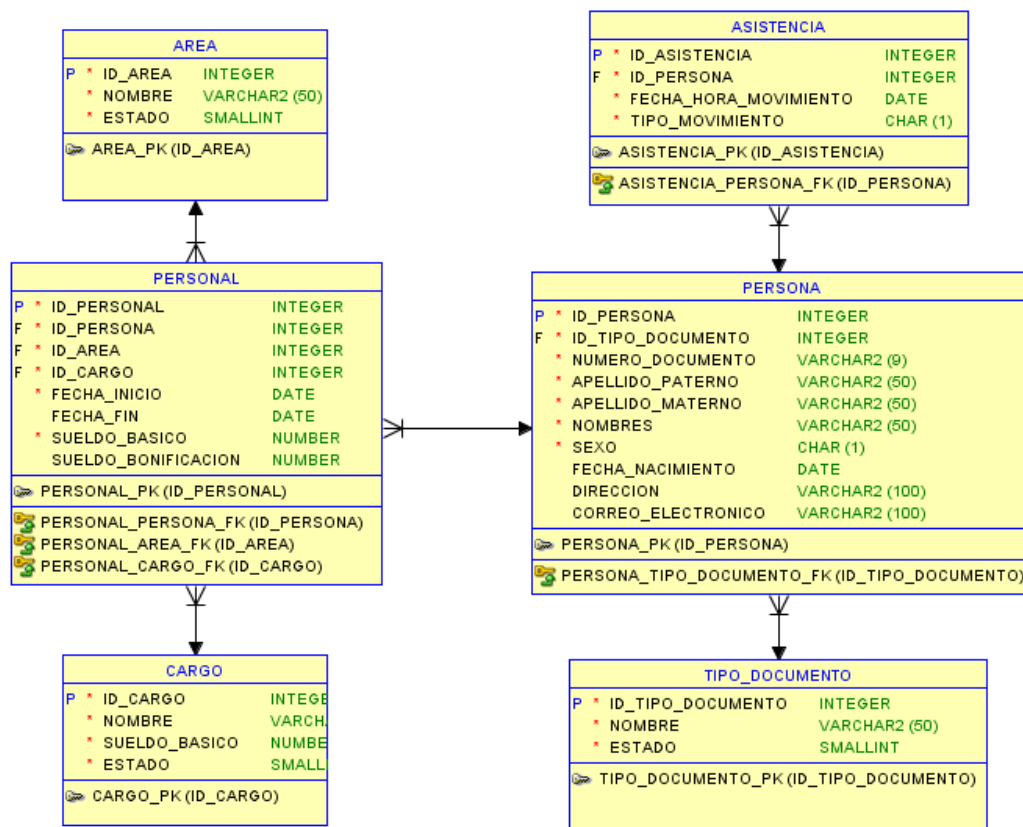 AREA
P * ID_AREA INTEGER
* NOMBRE VARCHAR2 (50)
* ESTADO SMALLINT
AREA_PK (ID_AREA)
ASISTENCIA
P * ID_ASISTENCIA INTEGER
F * ID_PERSONA INTEGER
* FECHA_HORA_MOVIMIENTO DATE
* TIPO_MOVIMIENTO CHAR (1)
ASISTENCIA_PK (ID_ASISTENCIA)
ASISTENCIA_PERSONA_FK (ID_PERSONA)
PERSONAL
P * ID_PERSONAL INTEGER
F * ID_PERSONA INTEGER
F * ID_AREA INTEGER
F * ID_CARGO INTEGER
* FECHA_INICIO DATE
FECHA_FIN DATE
* SUELDO_BASICO NUMBER
SUELDO_BONIFICACION NUMBER
PERSONAL_PK (ID_PERSONAL)
PERSONAL_PERSONA_FK (ID_PERSONA)
PERSONAL_AREA_FK (ID_AREA)
PERSONAL_CARGO_FK (ID_CARGO)
PERSONA
P * ID_PERSONA INTEGER
F * ID_TIPO_DOCUMENTO INTEGER
* NUMERO_DOCUMENTO VARCHAR2 (9)
* APELLIDO_PATERNO VARCHAR2 (50)
* APELLIDO_MATERNO VARCHAR2 (50)
* NOMBRES VARCHAR2 (50)
* SEXO CHAR (1)
FECHA_NACIMIENTO DATE
DIRECCION VARCHAR2 (100)
CORREO_ELECTRONICO VARCHAR2 (100)
PERSONA_PK (ID_PERSONA)
PERSONA_TIPO_DOCUMENTO_FK (ID_TIPO_DOCUMENTO)
CARGO
P * ID_CARGO INTEGE
* NOMBRE VARCHA
* SUELDO_BASICO NUMBE
* ESTADO SMALL
CARGO_PK (ID_CARGO)
TIPO_DOCUMENTO
P * ID_TIPO_DOCUMENTO INTEGER
* NOMBRE VARCHAR2 (50)
* ESTADO SMALLINT
TIPO_DOCUMENTO_PK (ID_TIPO_DOCUMENTO)